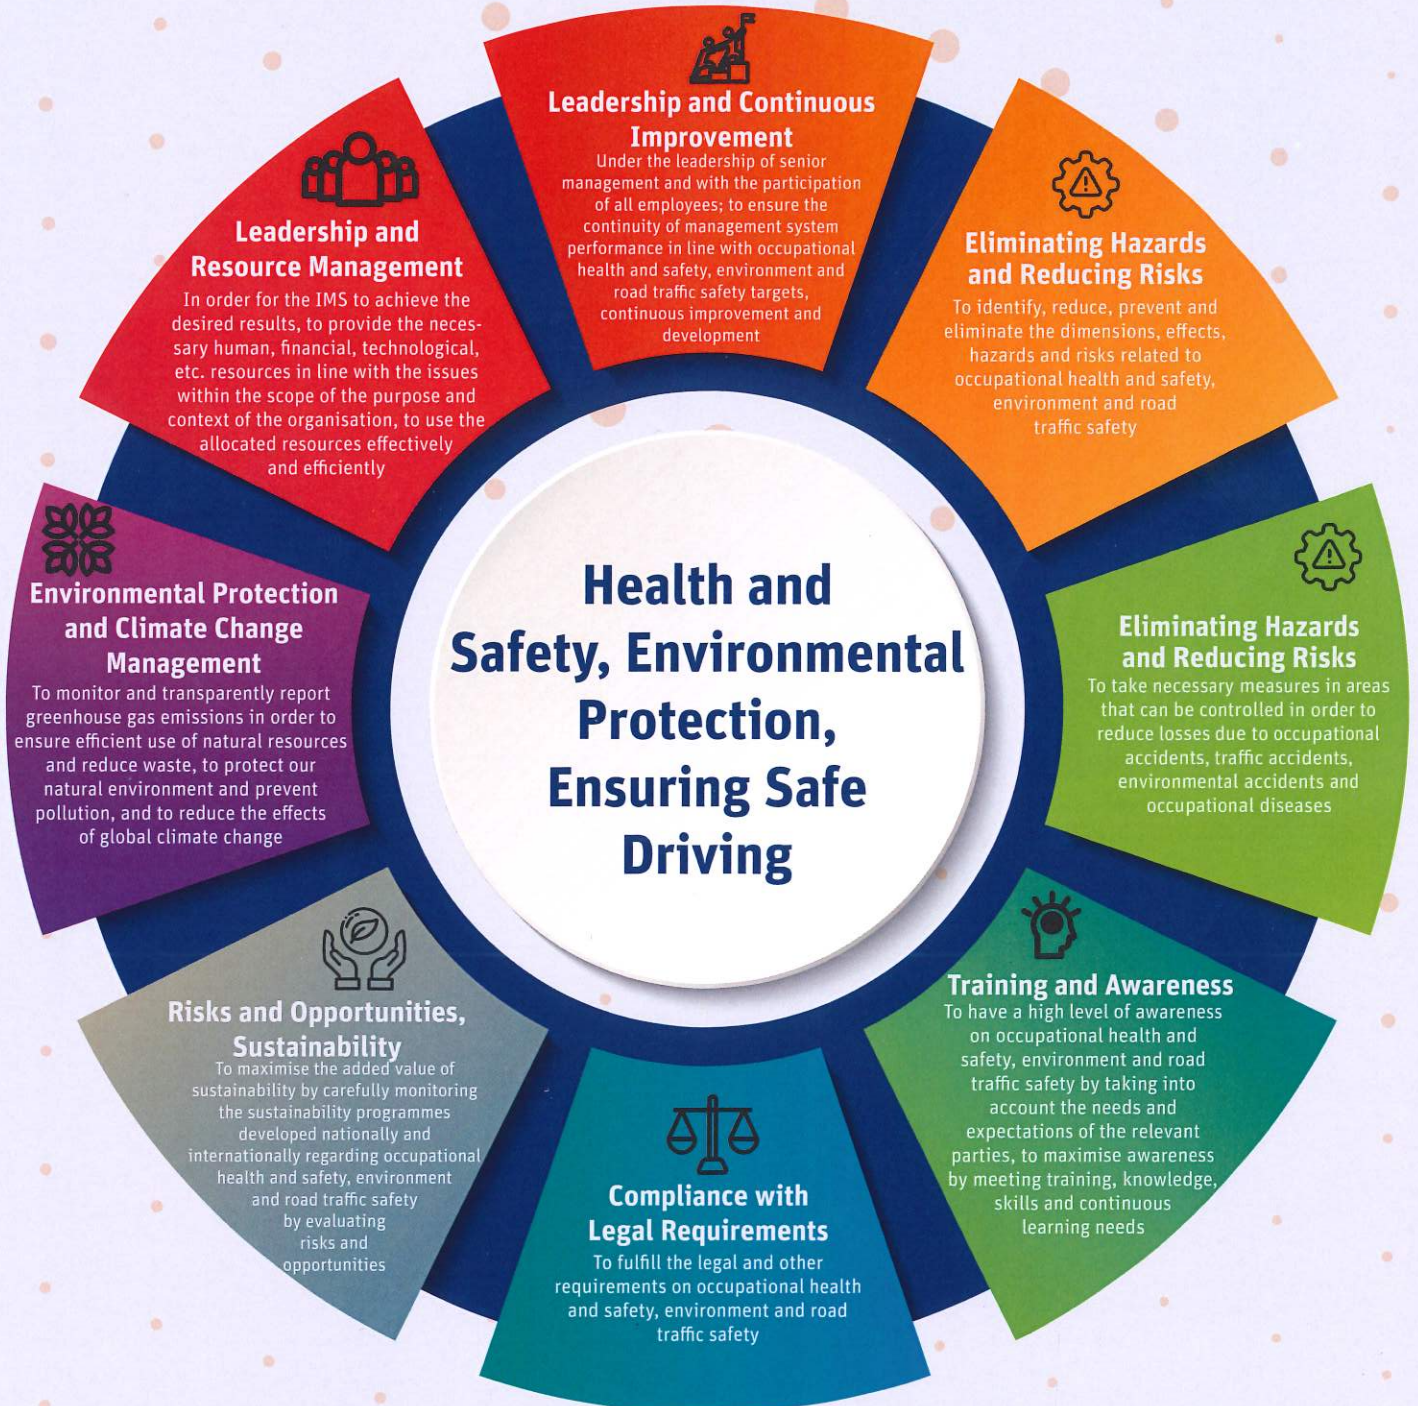 Leadership and Continuous
Improvement
Under the leadership of senior
management and with the participation
of all employees; to ensure the
continuity of management system
performance in line with occupational
health and safety, environment and
road traffic safety targets,
continuous improvement and
development
Eliminating Hazards
and Reducing Risks
To identify, reduce, prevent and
eliminate the dimensions, effects,
hazards and risks related to
occupational health and safety,
environment and road
traffic safety
Eliminating Hazards
and Reducing Risks
To take necessary measures in areas
that can be controlled in order to
reduce losses due to occupational
accidents, traffic accidents,
environmental accidents and
occupational diseases
Training and Awareness
To have a high level of awareness
on occupational health and
safety, environment and road
traffic safety by taking into
account the needs and
expectations of the relevant
parties, to maximise awareness
by meeting training, knowledge,
skills and continuous
learning needs
Compliance with
Legal Requirements
To fulfill the legal and other
requirements on occupational health
and safety, environment and road
traffic safety
Risks and Opportunities,
Sustainability
To maximise the added value of
sustainability by carefully monitoring
the sustainability programmes
developed nationally and
internationally regarding occupational
health and safety, environment
and road traffic safety
by evaluating
risks and
opportunities
Environmental Protection
and Climate Change
Management
To monitor and transparently report
greenhouse gas emissions in order to
ensure efficient use of natural resources
and reduce waste, to protect our
natural environment and prevent
pollution, and to reduce the effects
of global climate change
Leadership and
Resource Management
In order for the IMS to achieve the
desired results, to provide the neces-
sary human, financial, technological,
etc. resources in line with the issues
within the scope of the purpose and
context of the organisation, to use the
allocated resources effectively
and efficiently
Health and
Safety, Environmental
Protection,
Ensuring Safe
Driving